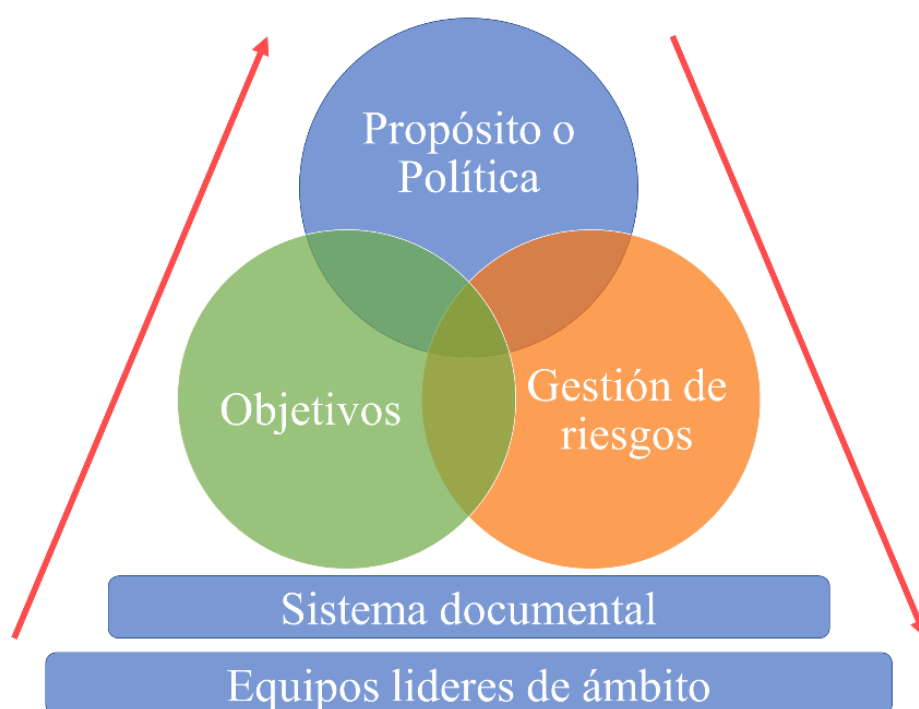 Propósito o
Política
Objetivos
Gestión de
riesgos
Sistema documental
Equipos lideres de ámbito